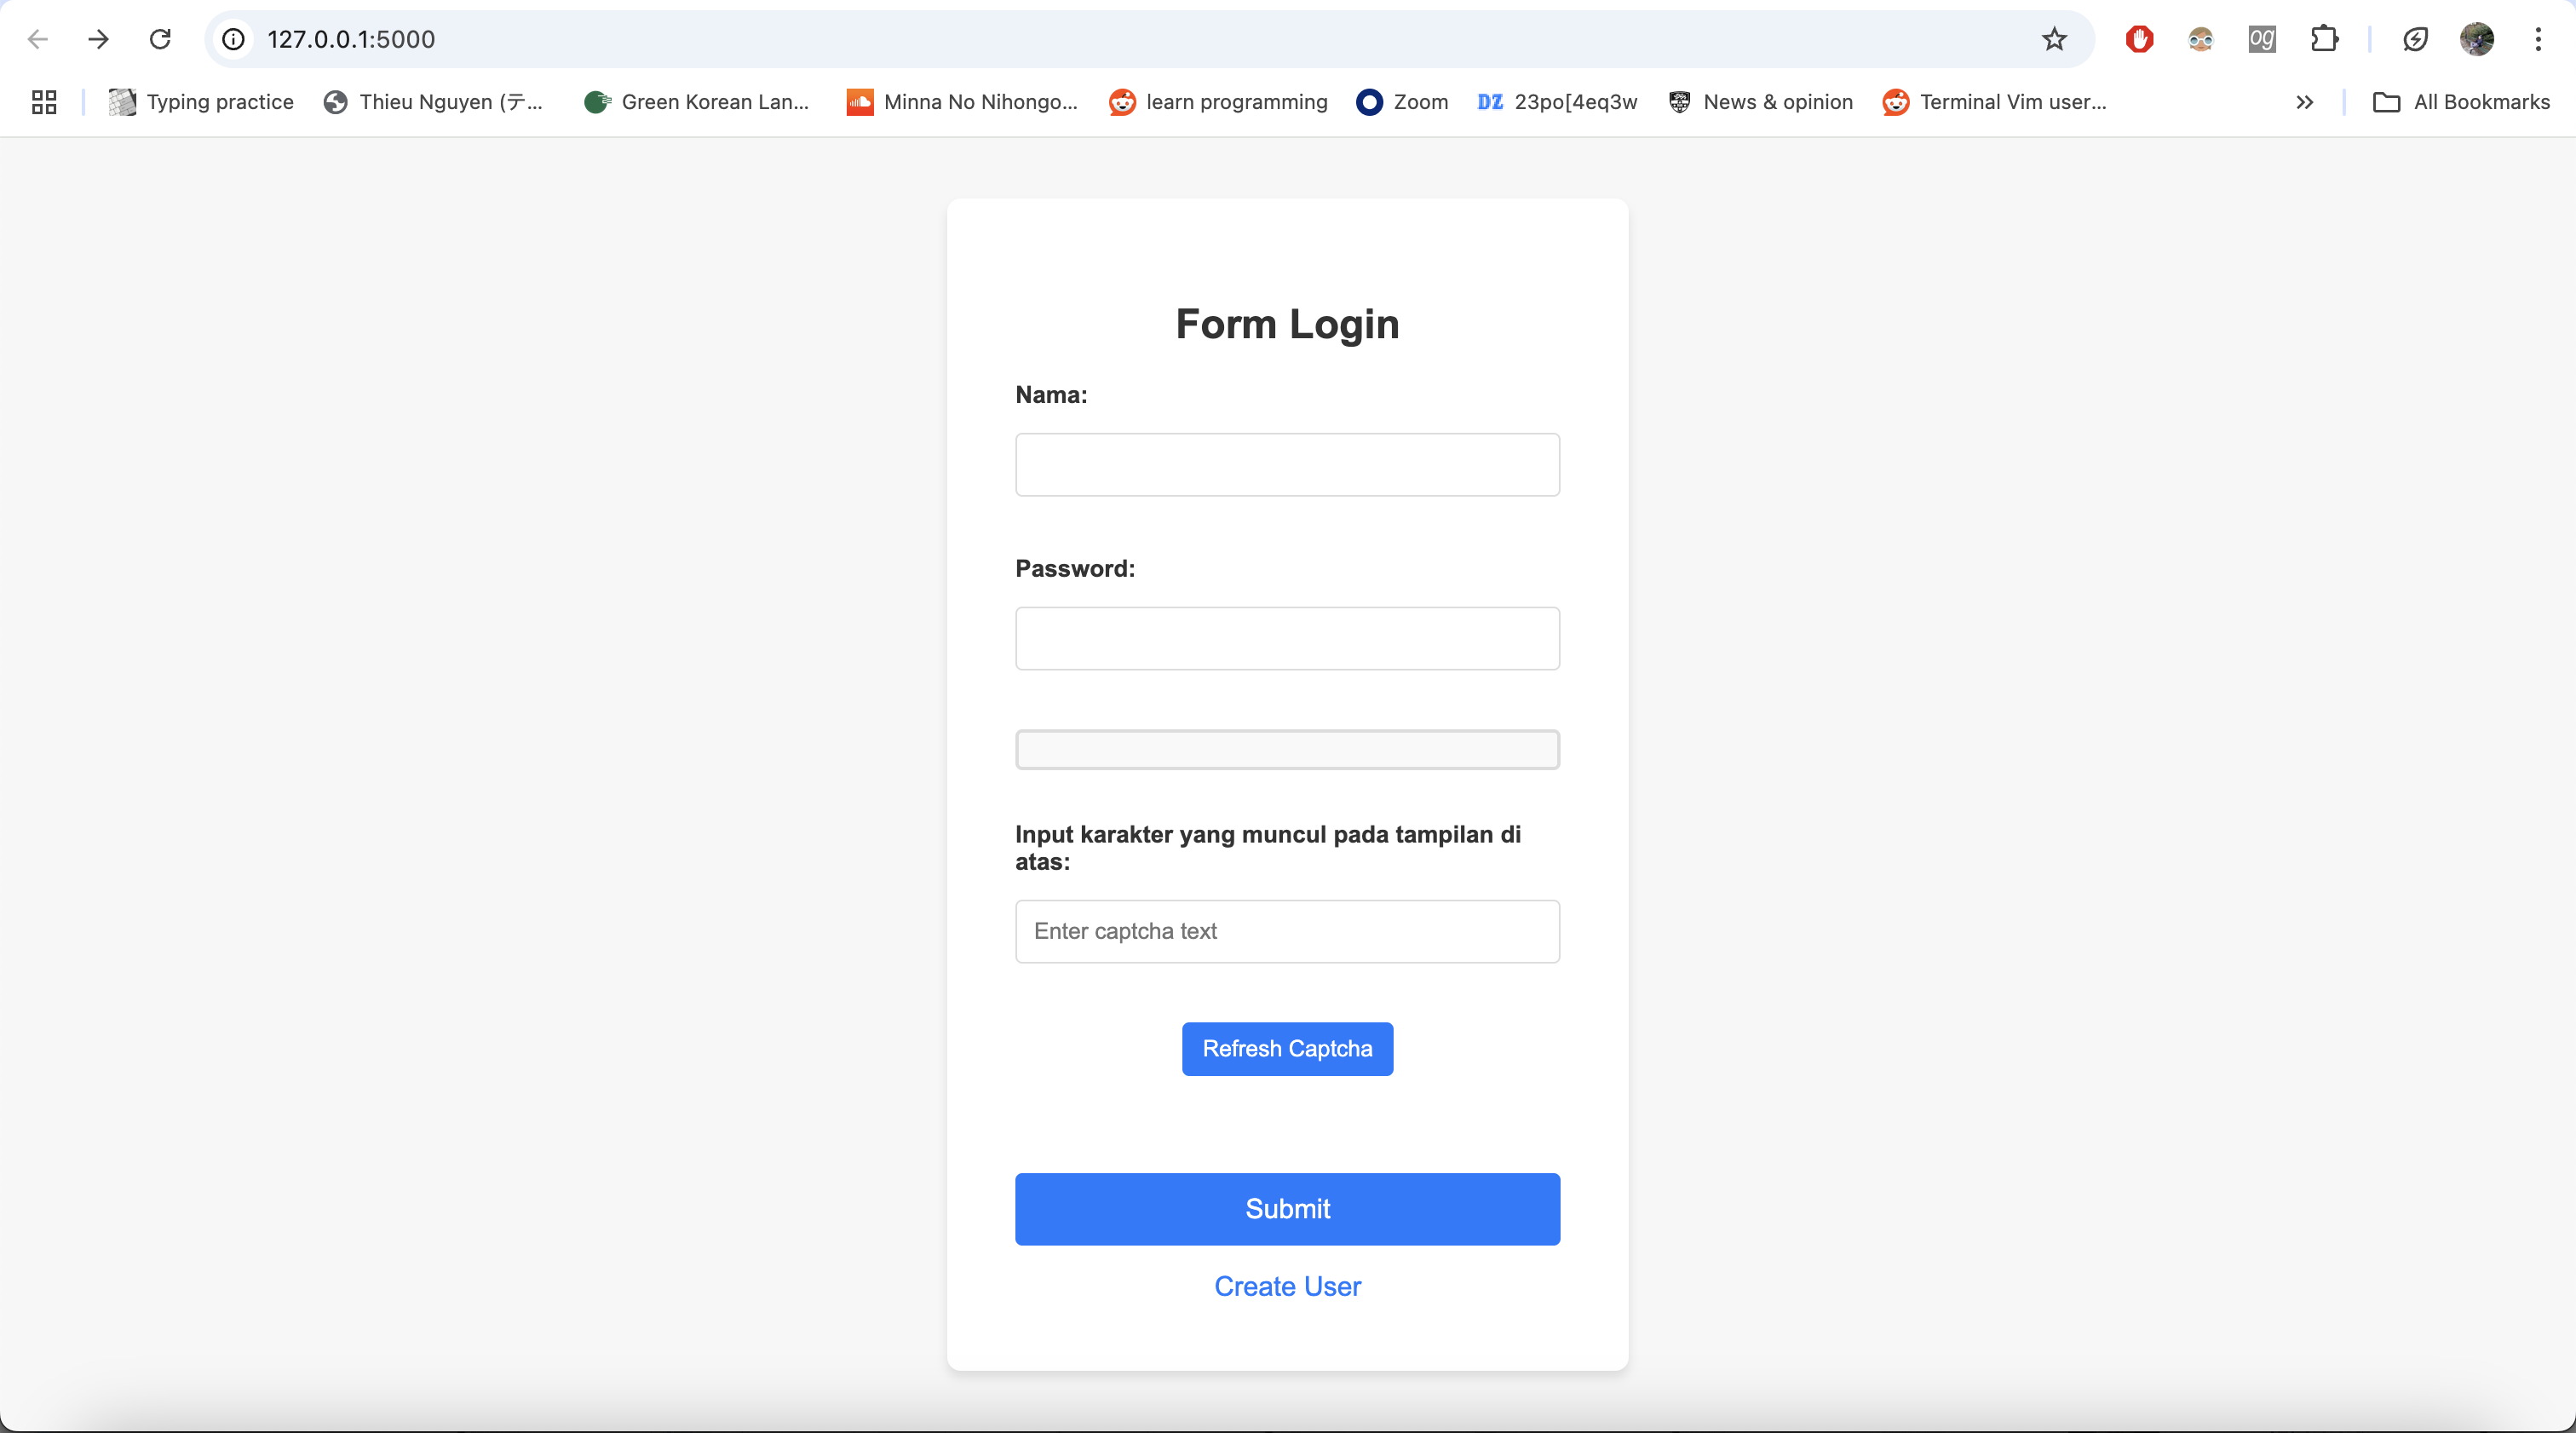 127.0.0.1:5000
og
Typing practice
Thieu Nguyen (テ...
Green Korean Lan...
Minna No Nihongo...
learn programming
Zoom
DZ 23po[4eq3w
News & opinion
Terminal Vim user...
All Bookmarks
Form Login
Nama:
Password:
Input karakter yang muncul pada tampilan di
atas:
Enter captcha text
Refresh Captcha
Submit
Create User